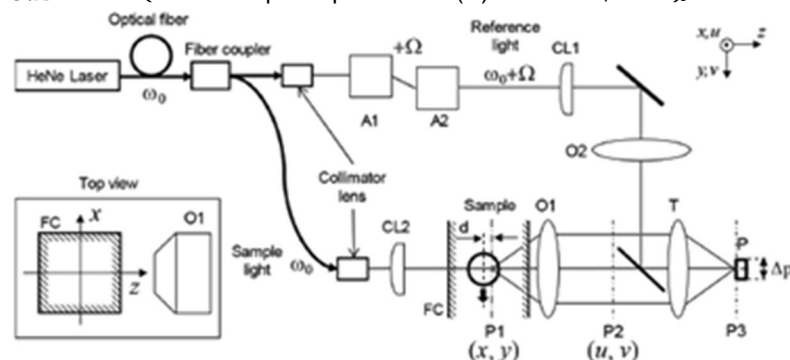 Optical fiber
Fiber coupler
HeNe Laser
ω₀
+Ω
Reference
light
ω₀+Ω
CL1
x,u
z
y,v
A1
A2
O2
Collimator
lens
Top view
FC
x
O1
z
Sample
light
ω₀
CL2
Sample
d
O1
T
P
Δp
FC
P1
P2
P3
(x, y)
(u, v)